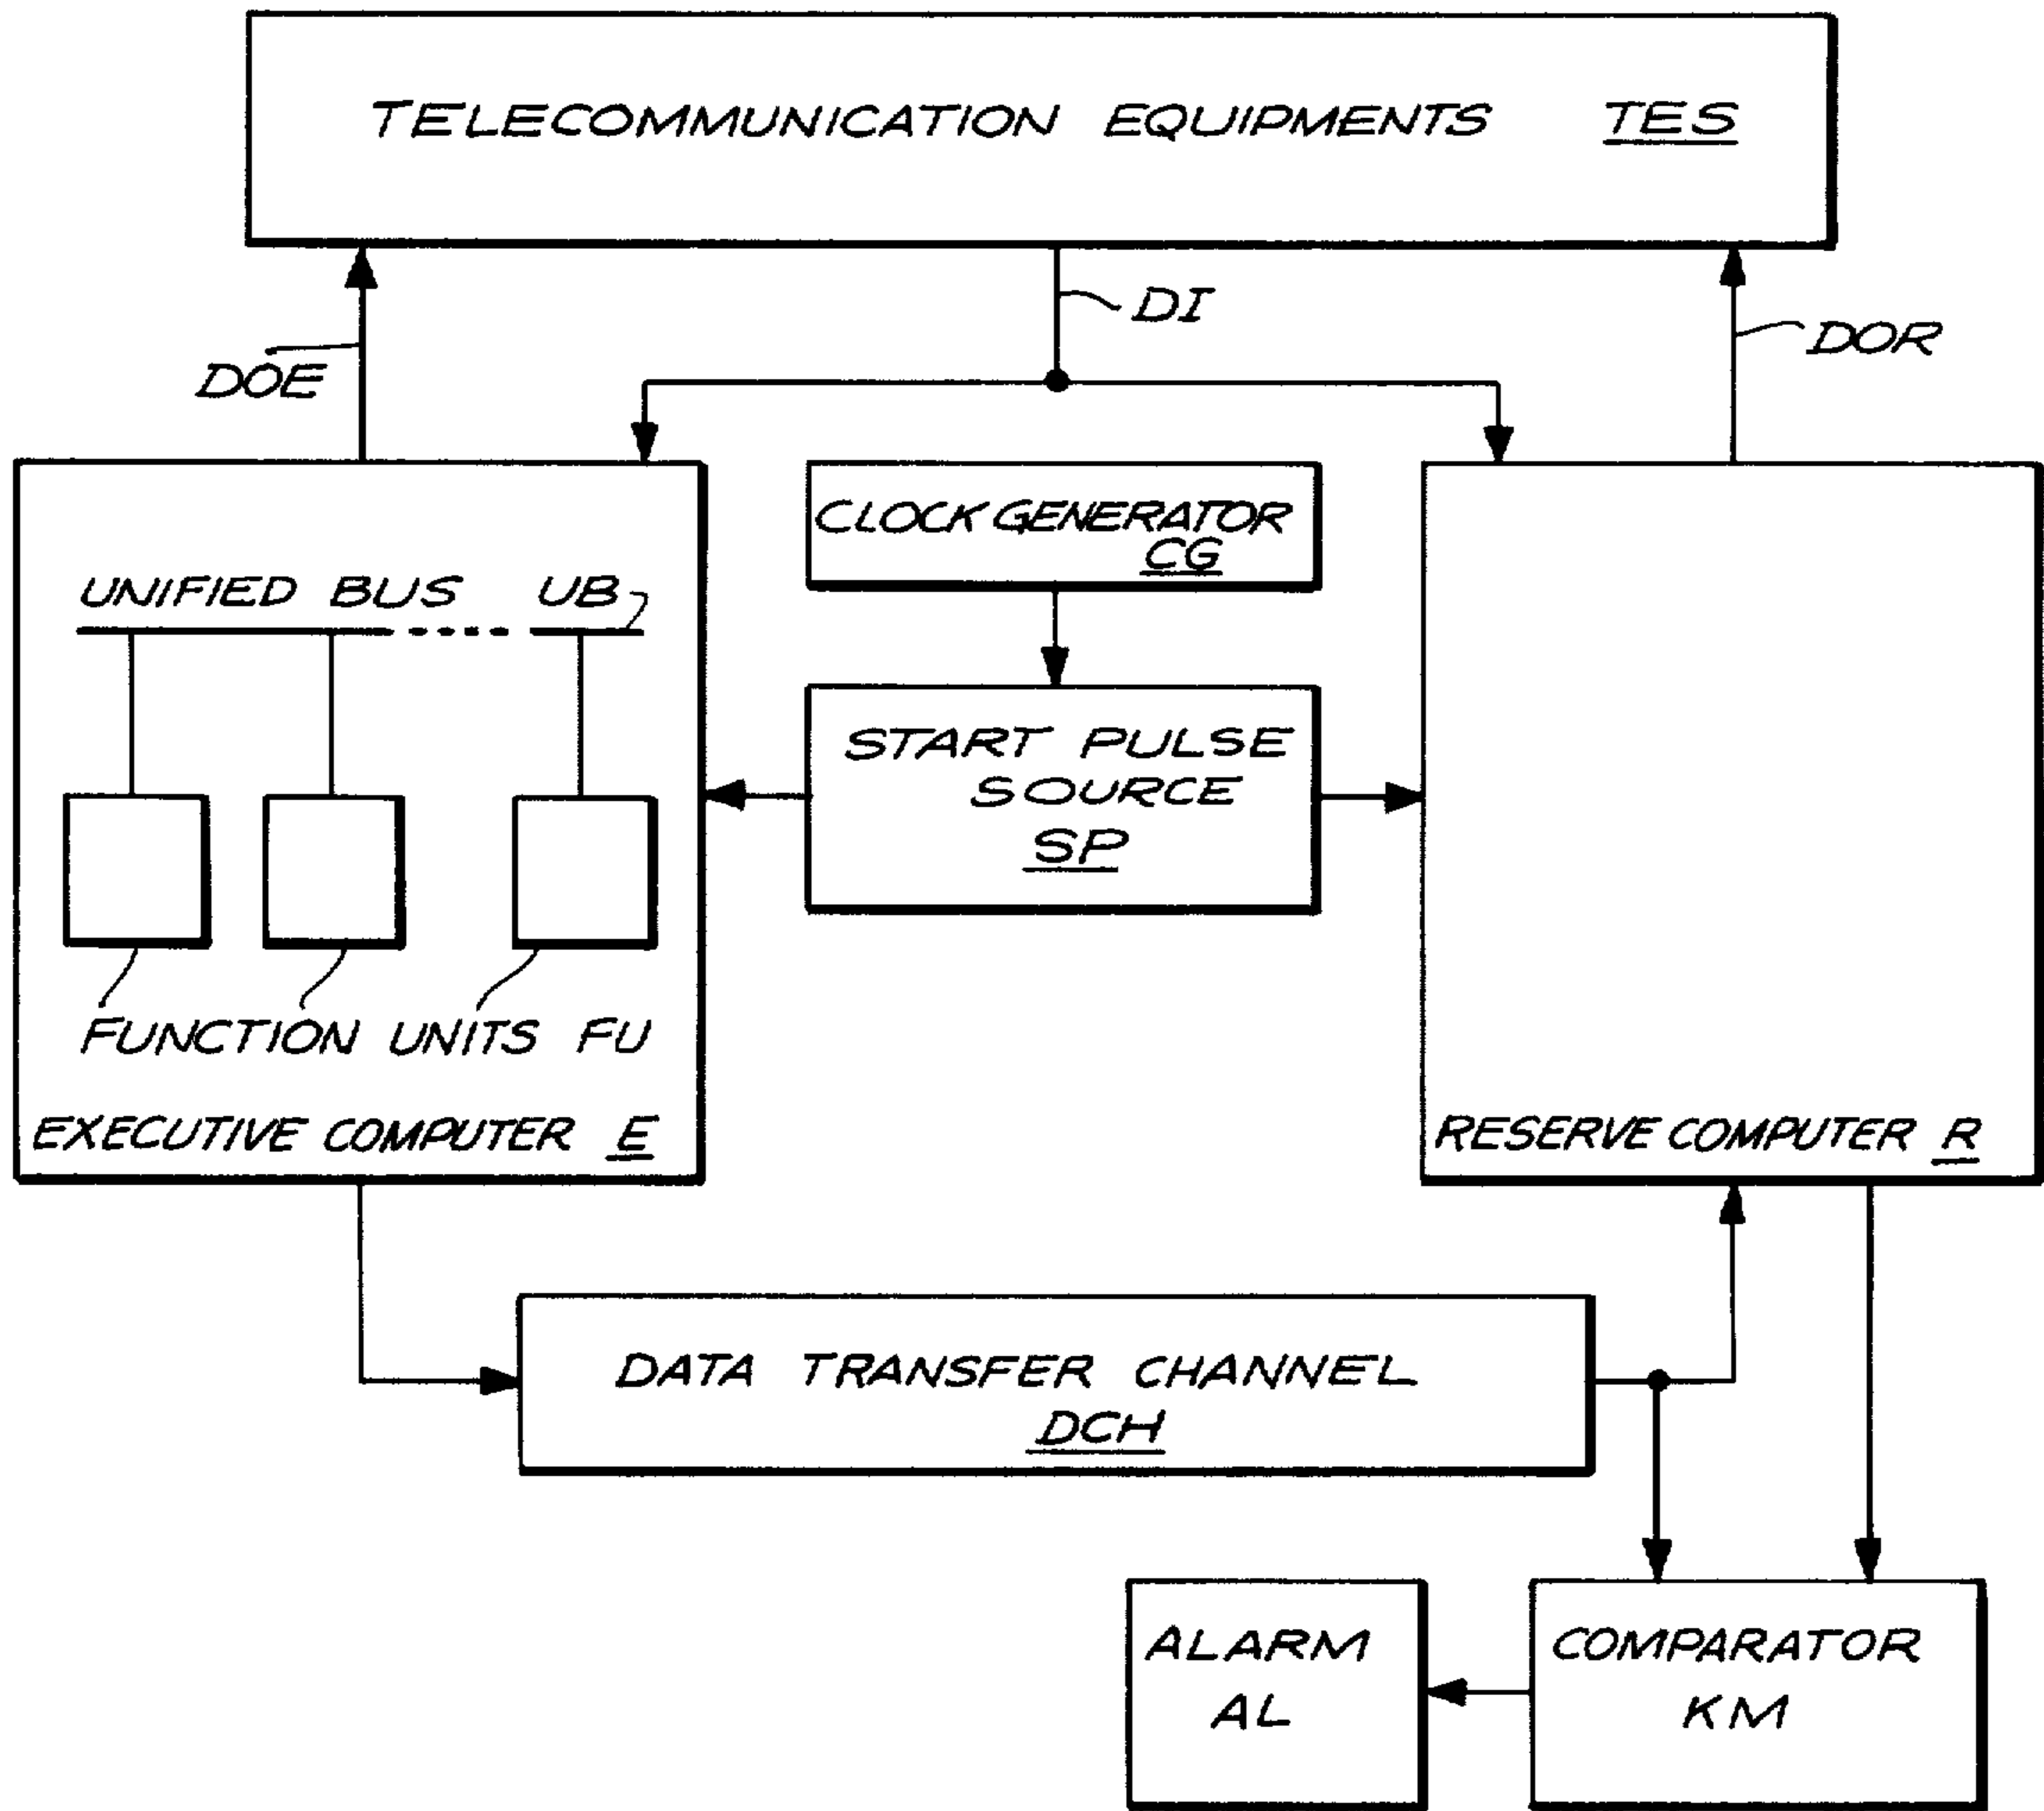 TELECOMMUNICATION EQUIPMENTS TES
DI
DOR
DOE
CLOCK GENERATOR
CG
UNIFIED BUS UB
START PULSE
SOURCE
SP
FUNCTION UNITS FU
EXECUTIVE COMPUTER E
RESERVE COMPUTER R
DATA TRANSFER CHANNEL
DCH
ALARM
AL
COMPARATOR
KM